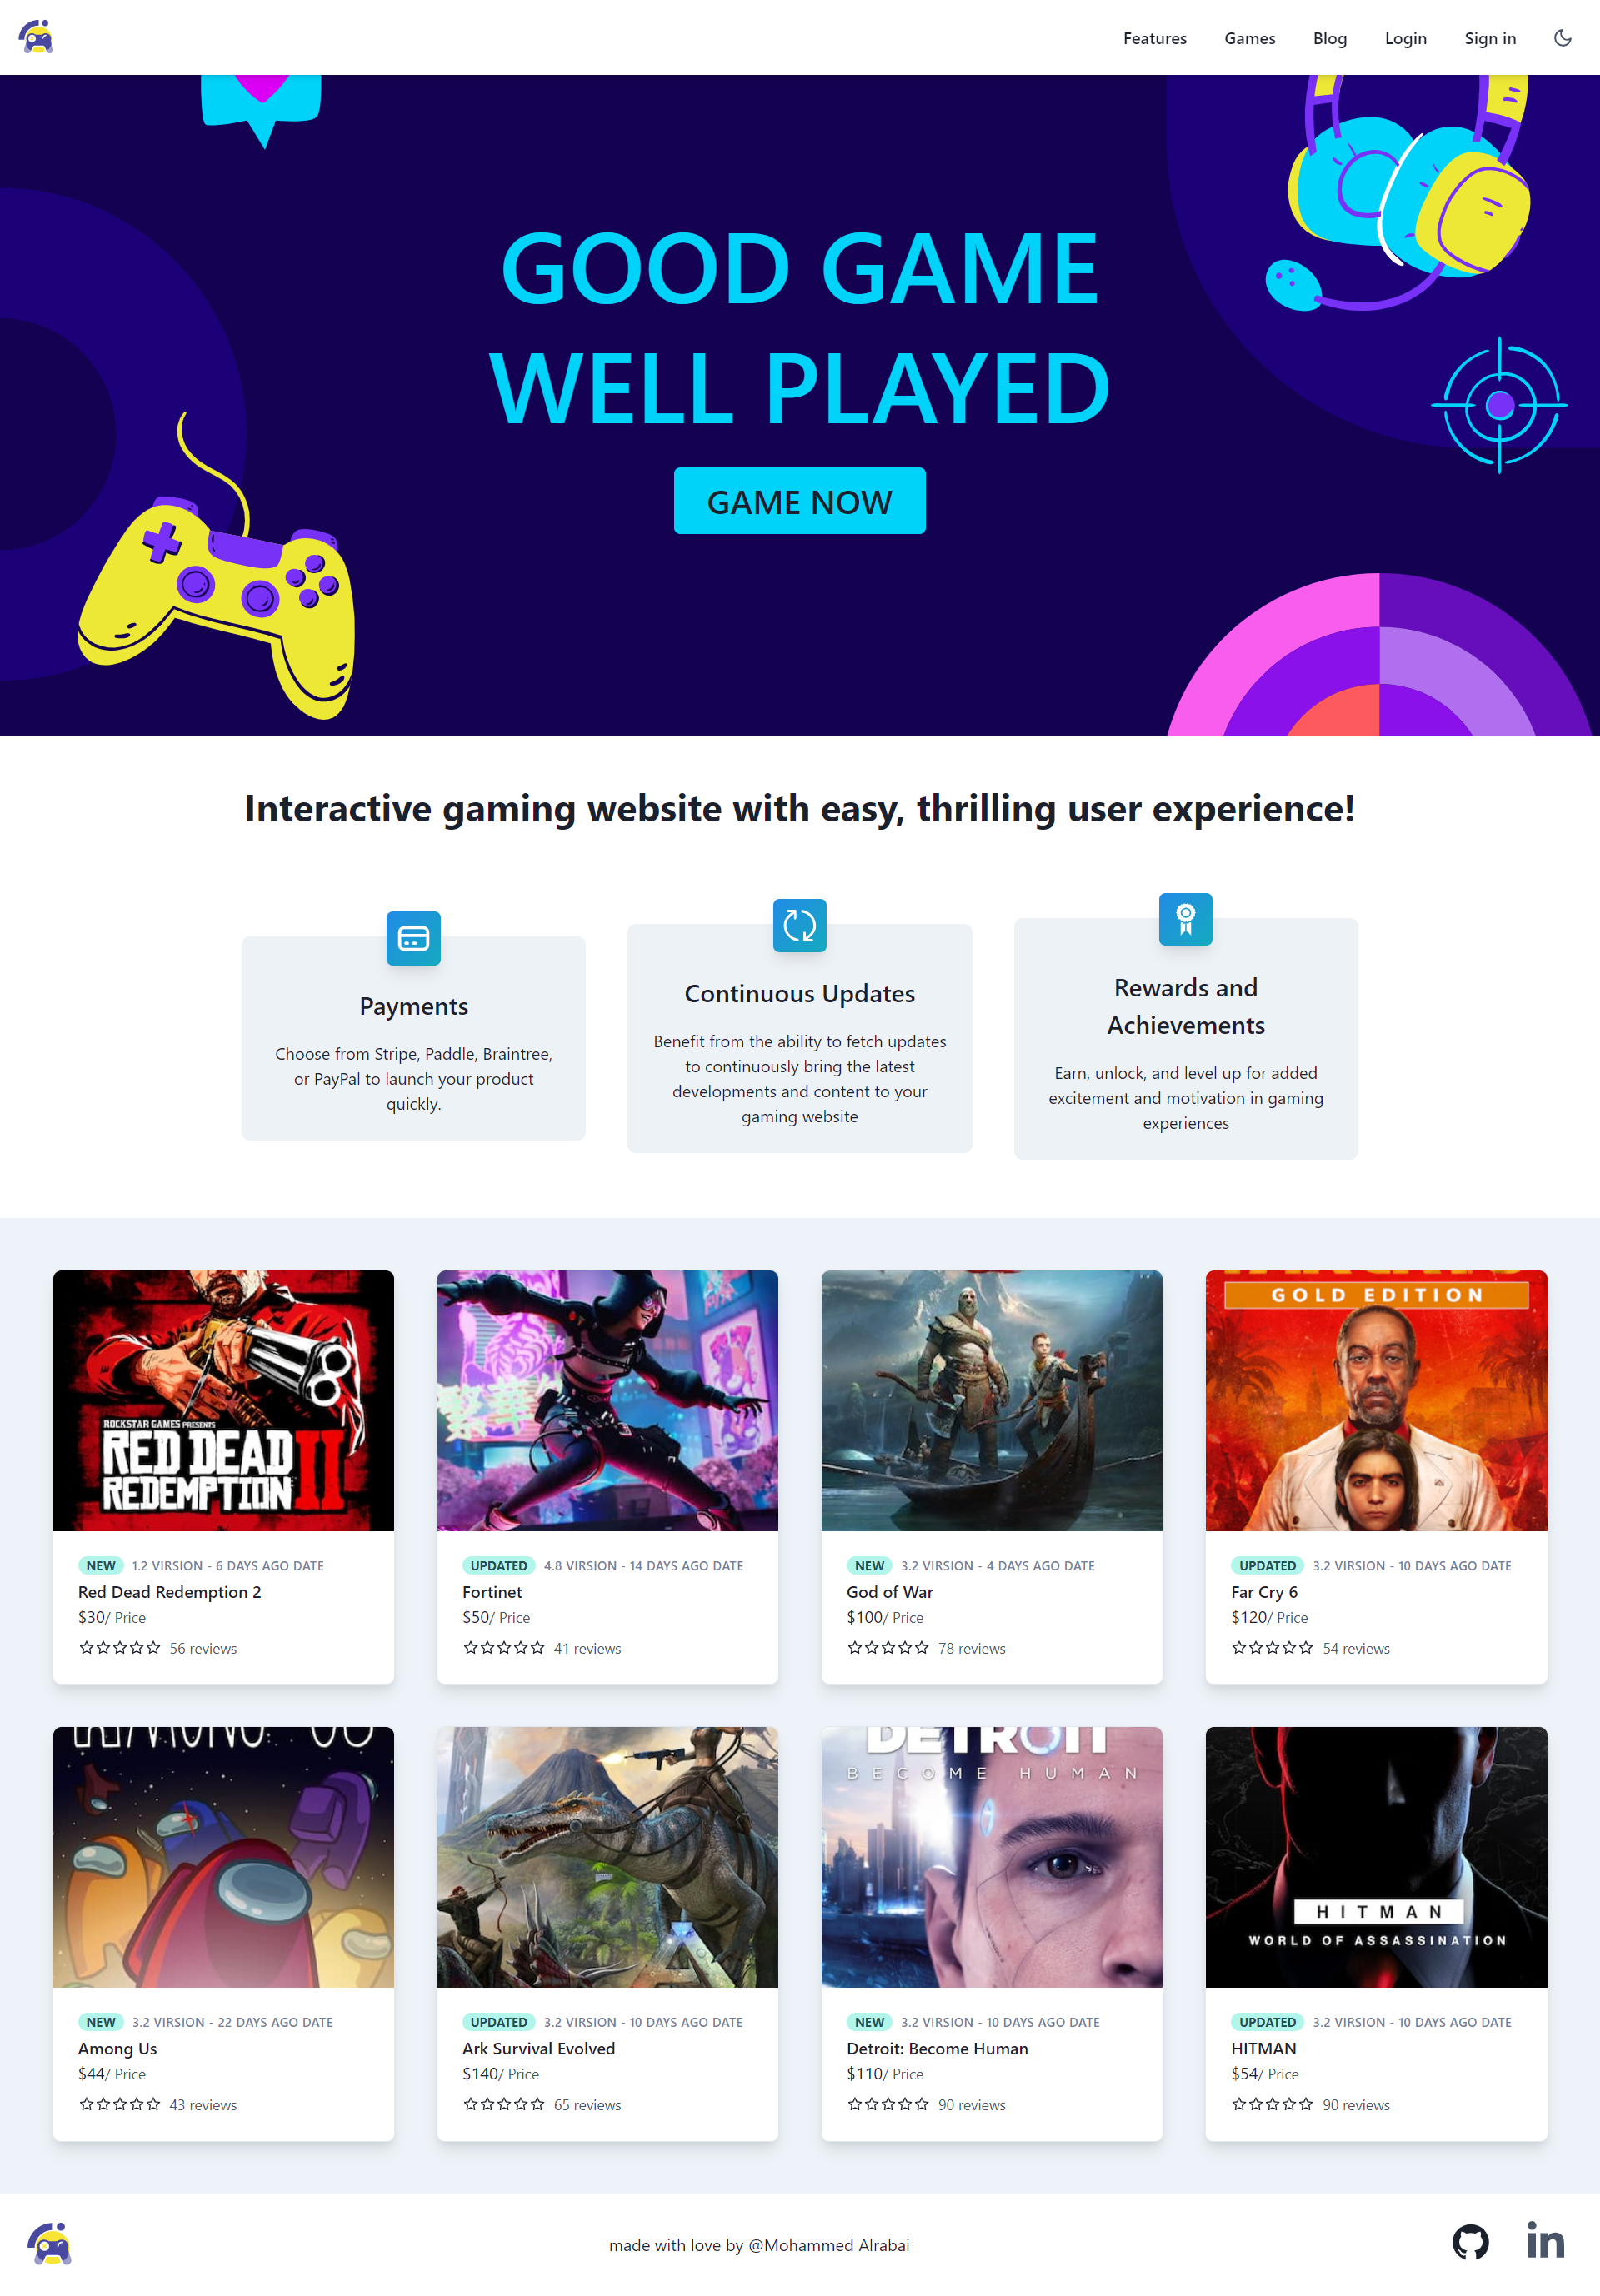 Features Games Blog Login Sign in
GOOD GAME
WELL PLAYED
GAME NOW
Interactive gaming website with easy, thrilling user experience!
Payments
Choose from Stripe, Paddle, Braintree,
or PayPal to launch your product
quickly.
Continuous Updates
Benefit from the ability to fetch updates
to continuously bring the latest
developments and content to your
gaming website
Rewards and
Achievements
Earn, unlock, and level up for added
excitement and motivation in gaming
experiences
ROCKSTAR GAMES PRESENTS
RED DEAD
REDEMPTION II
NEW 1.2 VIRSION - 6 DAYS AGO DATE
Red Dead Redemption 2
$30/ Price
56 reviews
繁華
UPDATED 4.8 VIRSION - 14 DAYS AGO DATE
Fortinet
$50/ Price
41 reviews
NEW 3.2 VIRSION - 4 DAYS AGO DATE
God of War
$100/ Price
78 reviews
GOLD EDITION
UPDATED 3.2 VIRSION - 10 DAYS AGO DATE
Far Cry 6
$120/ Price
54 reviews
AMONG US
NEW 3.2 VIRSION - 22 DAYS AGO DATE
Among Us
$44/ Price
43 reviews
UPDATED 3.2 VIRSION - 10 DAYS AGO DATE
Ark Survival Evolved
$140/ Price
65 reviews
DETROIT
BECOME HUMAN
NEW 3.2 VIRSION - 10 DAYS AGO DATE
Detroit: Become Human
$110/ Price
90 reviews
HITMAN
WORLD OF ASSASSINATION
UPDATED 3.2 VIRSION - 10 DAYS AGO DATE
HITMAN
$54/ Price
90 reviews
made with love by @Mohammed Alrabai
in